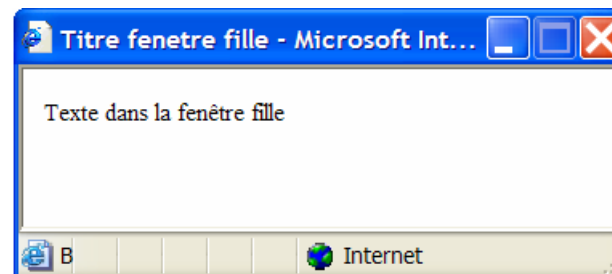 Titre fenetre fille - Microsoft Int...
Texte dans la fenêtre fille
B Internet